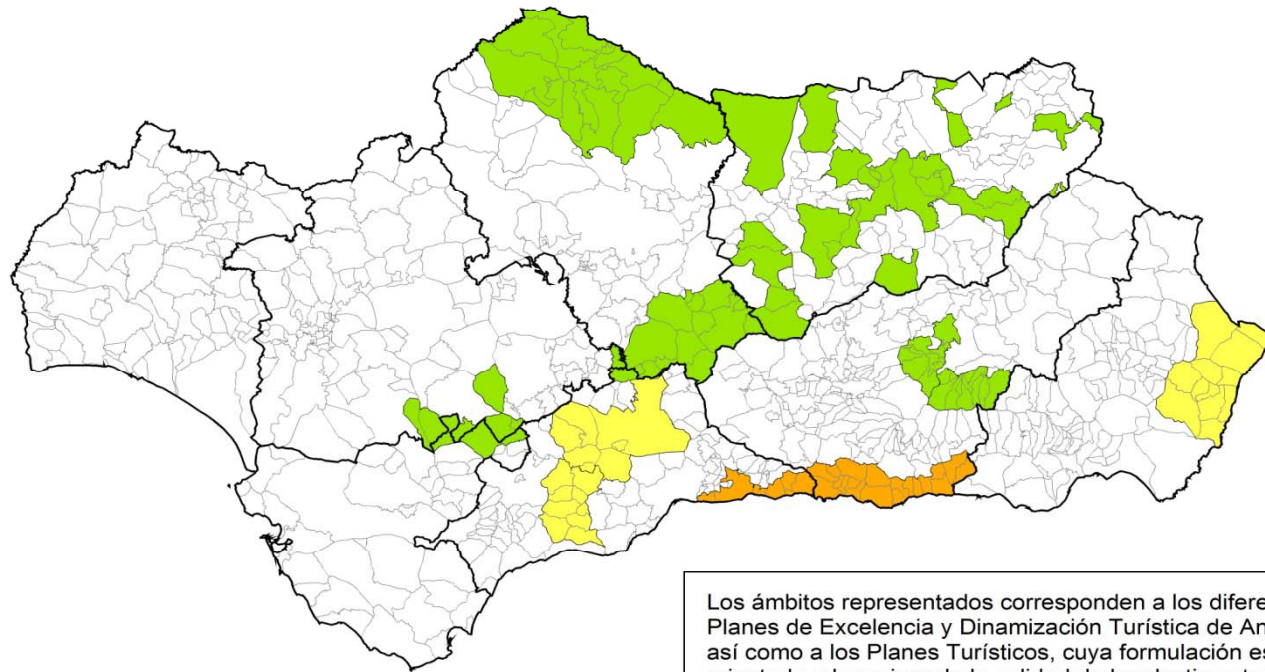 Los ámbitos representados corresponden a los difere
Planes de Excelencia y Dinamización Turística de An
así como a los Planes Turísticos, cuya formulación es